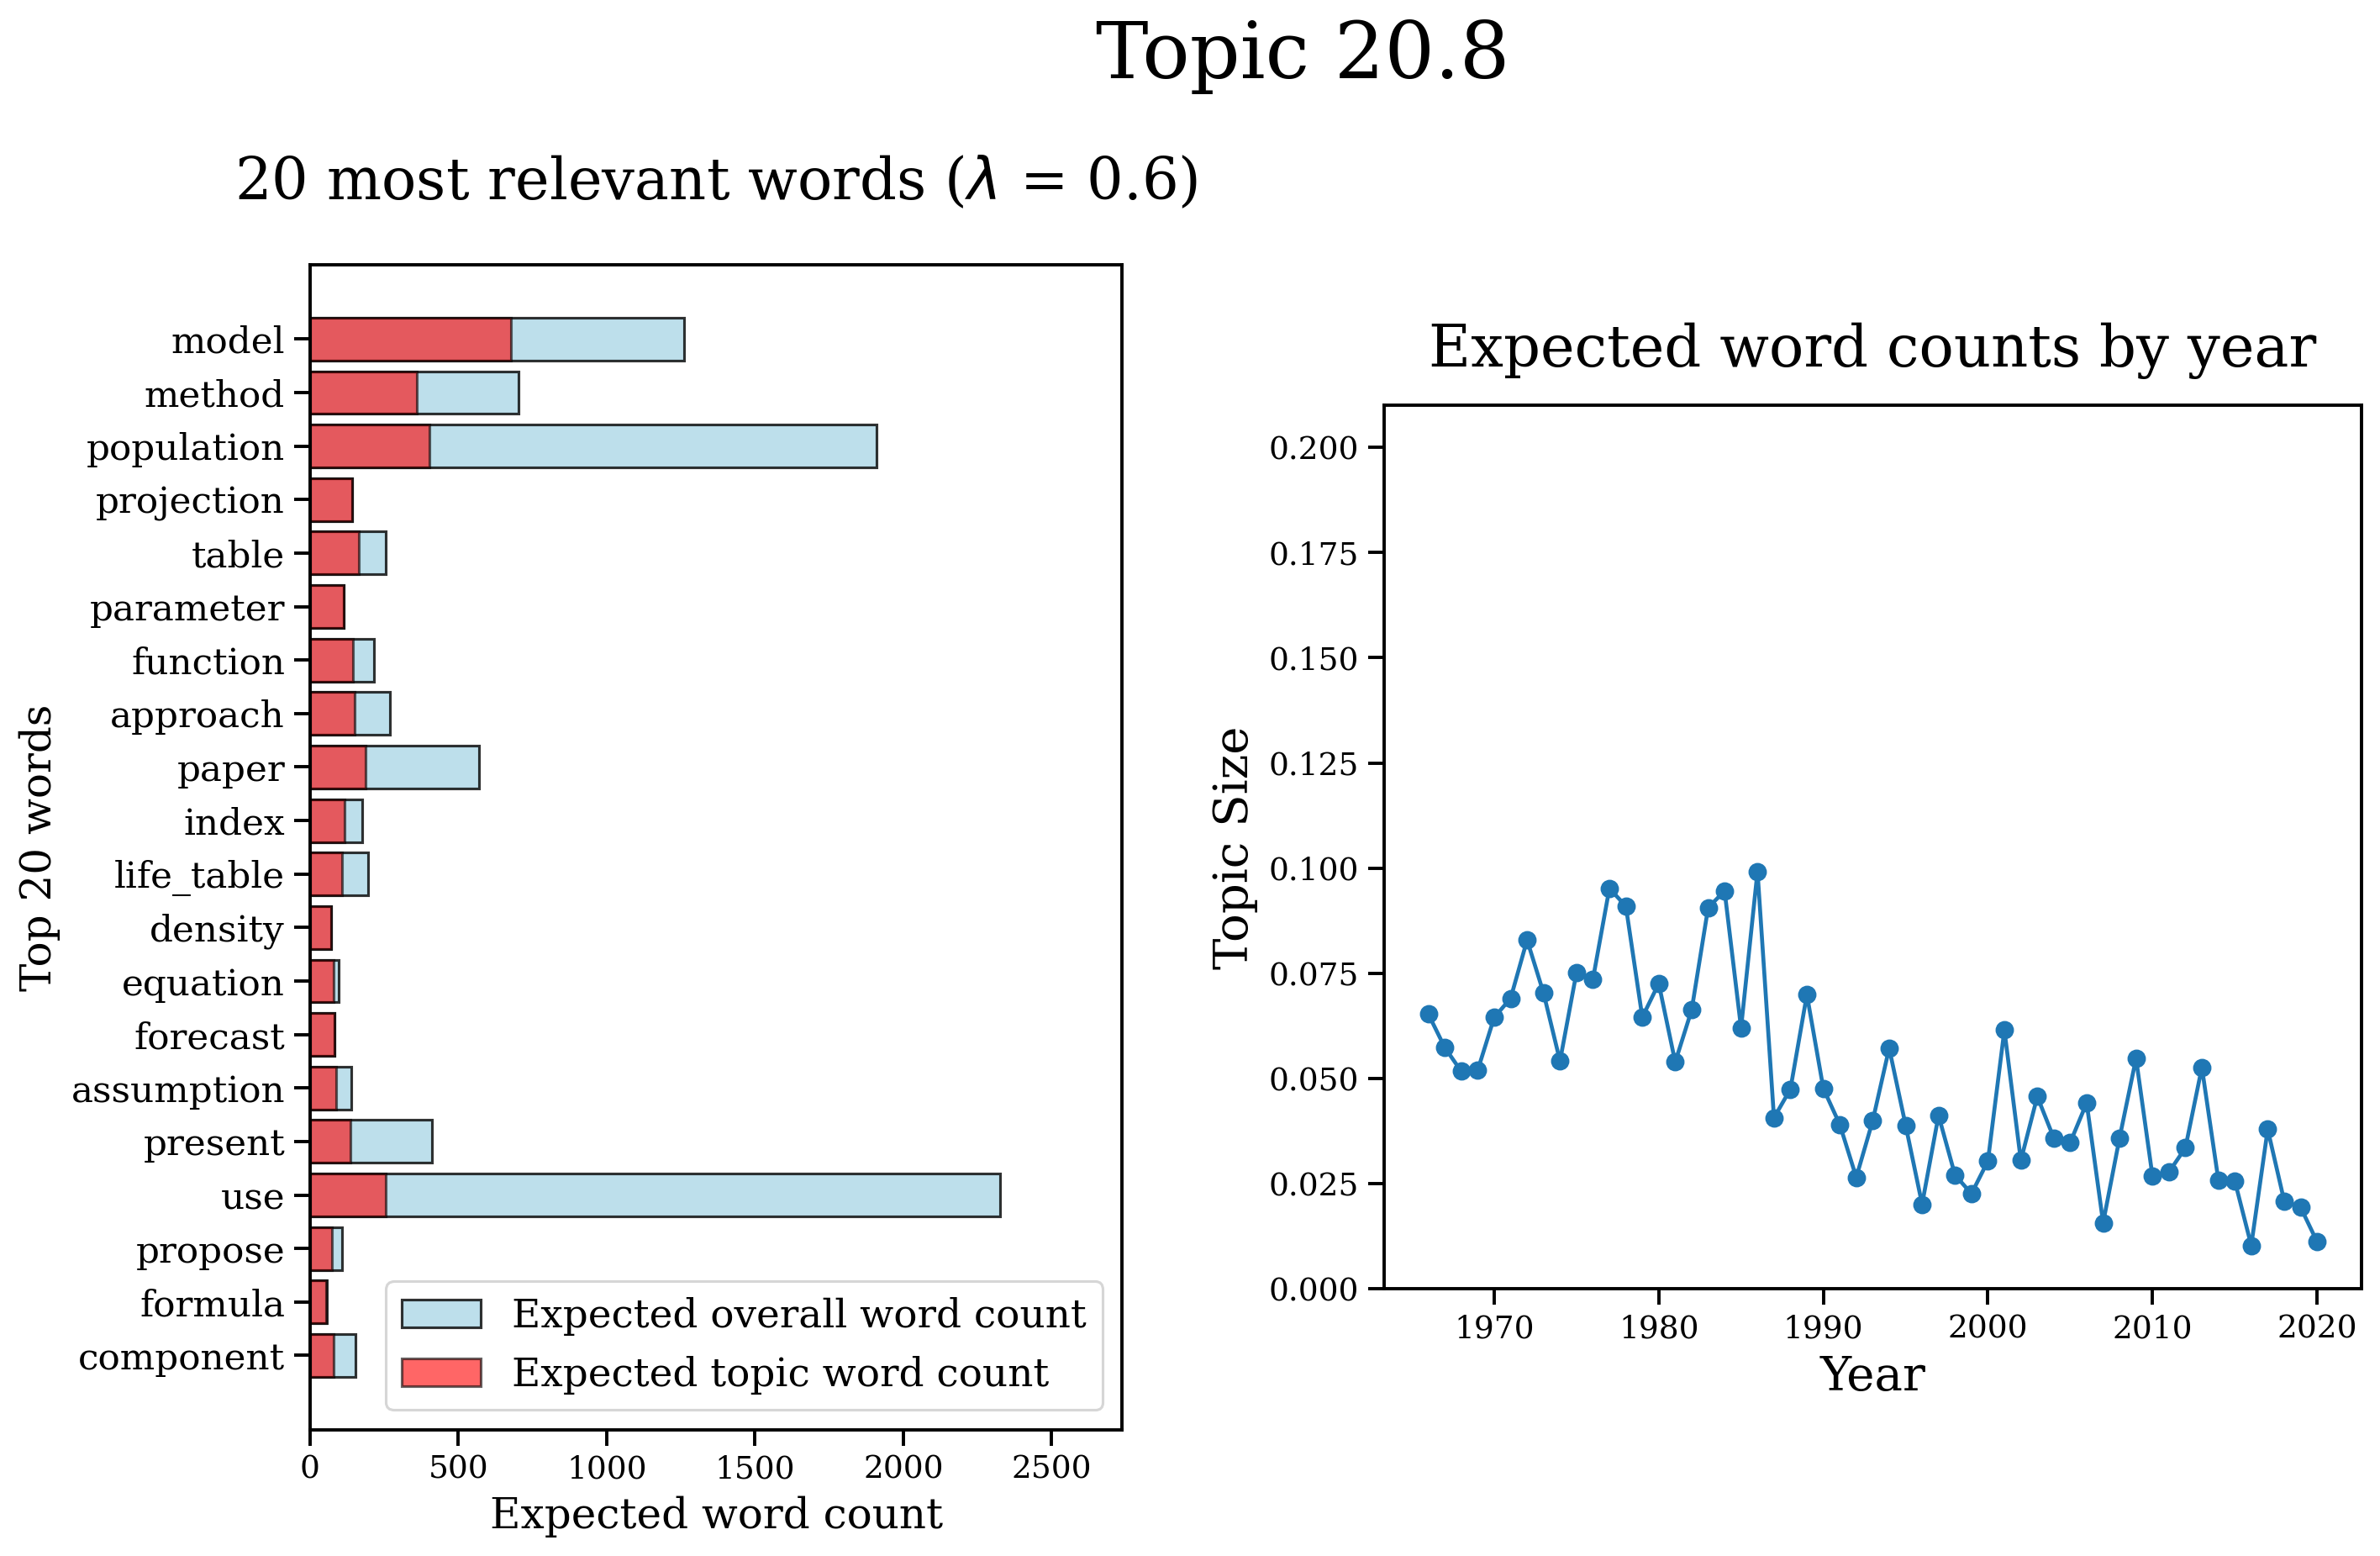 Topic 20.8
20 most relevant words (λ = 0.6)
Top 20 words
model
method
population
projection
table
parameter
function
approach
paper
index
life_table
density
equation
forecast
assumption
present
use
propose
formula
component
Expected overall word count
Expected topic word count
0 500 1000 1500 2000 2500
Expected word count
Expected word counts by year
Topic Size
0.200
0.175
0.150
0.125
0.100
0.075
0.050
0.025
0.000
1970 1980 1990 2000 2010 2020
Year